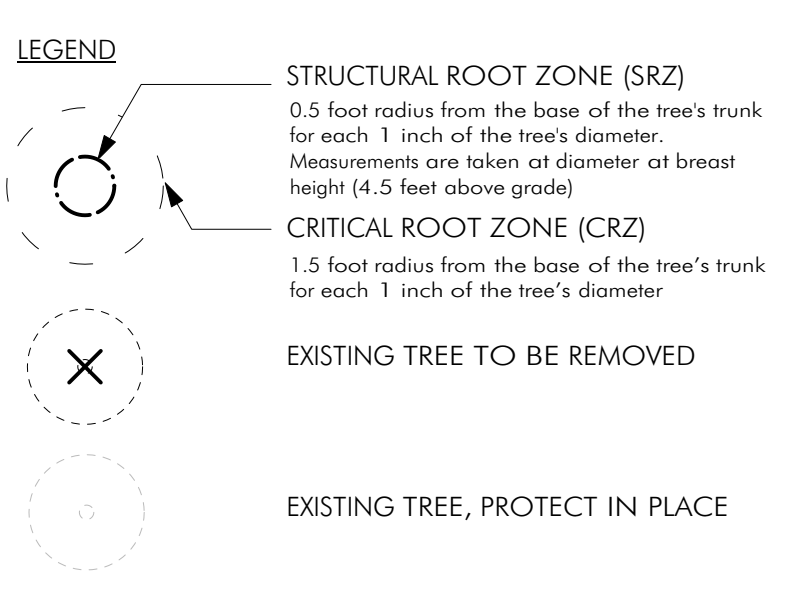 LEGEND
STRUCTURAL ROOT ZONE (SRZ)
0.5 foot radius from the base of the tree's trunk
for each 1 inch of the tree's diameter.
Measurements are taken at diameter at breast
height (4.5 feet above grade)
CRITICAL ROOT ZONE (CRZ)
1.5 foot radius from the base of the tree’s trunk
for each 1 inch of the tree’s diameter
EXISTING TREE TO BE REMOVED
EXISTING TREE, PROTECT IN PLACE